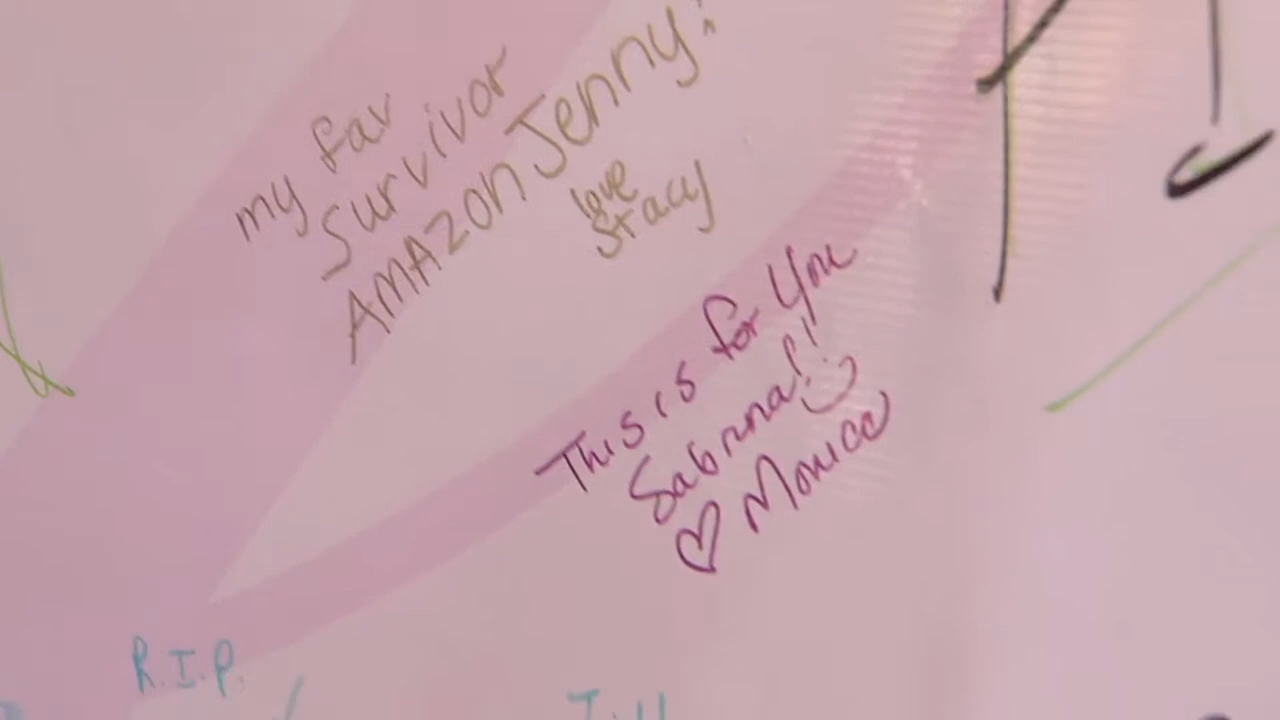 my fav
survivor
AMAZON Jenny!
love
Stacy
This is for you
Sabrina!!
♡ Monica
R.I.P.